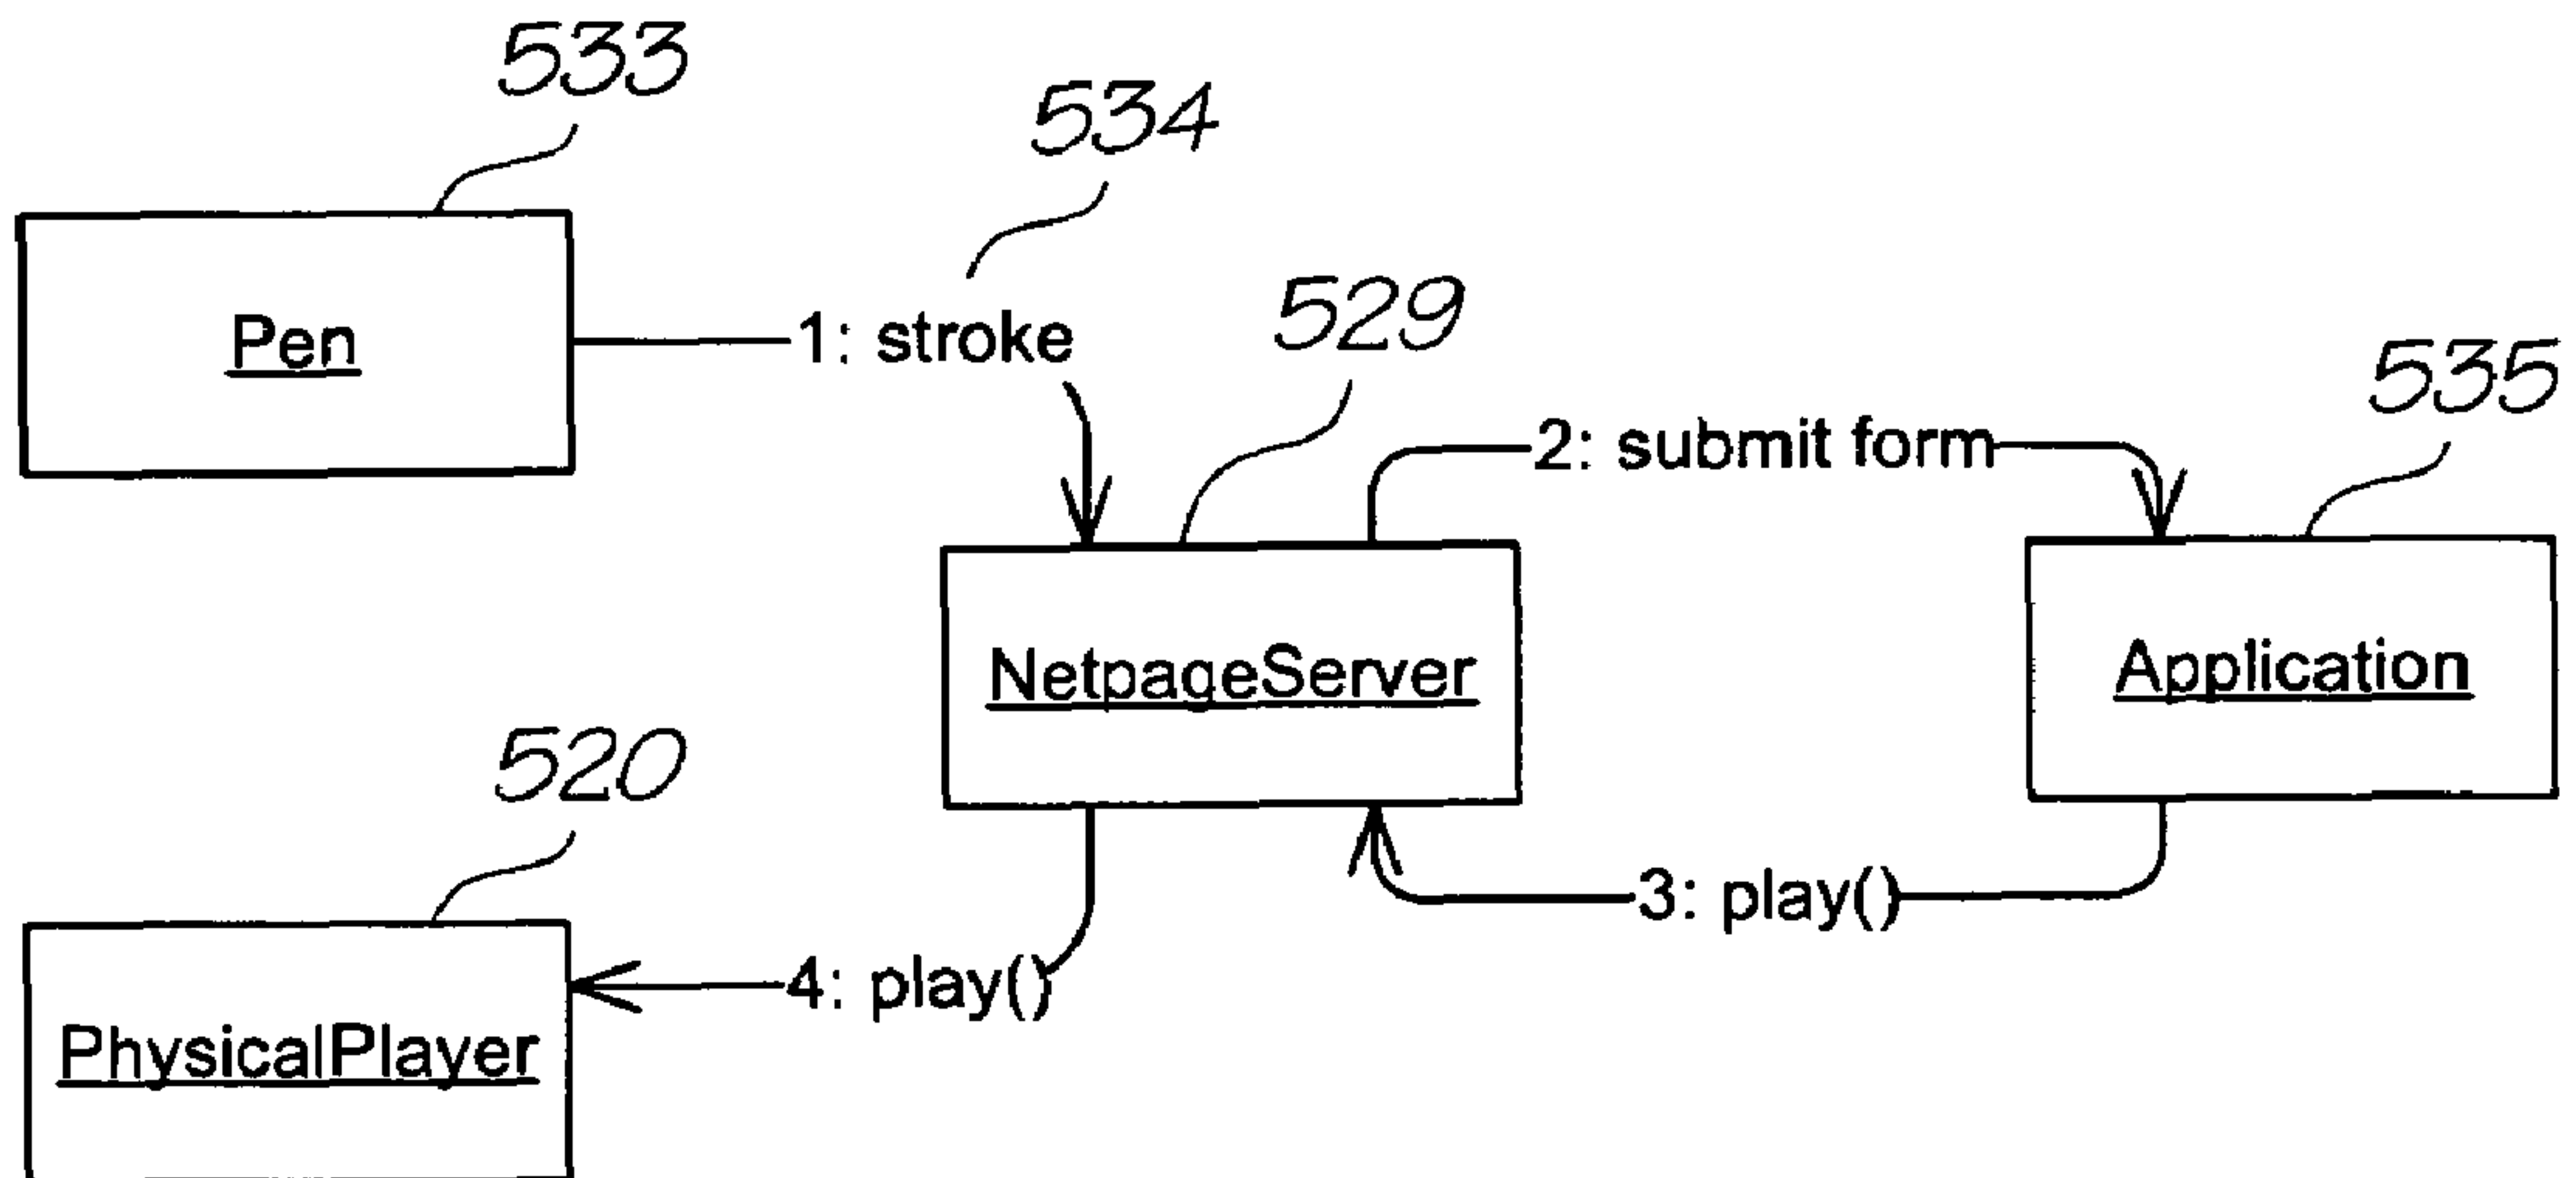 533
534
Pen
1: stroke
529
535
2: submit form
NetpageServer
Application
520
3: play()
4: play()
PhysicalPlayer